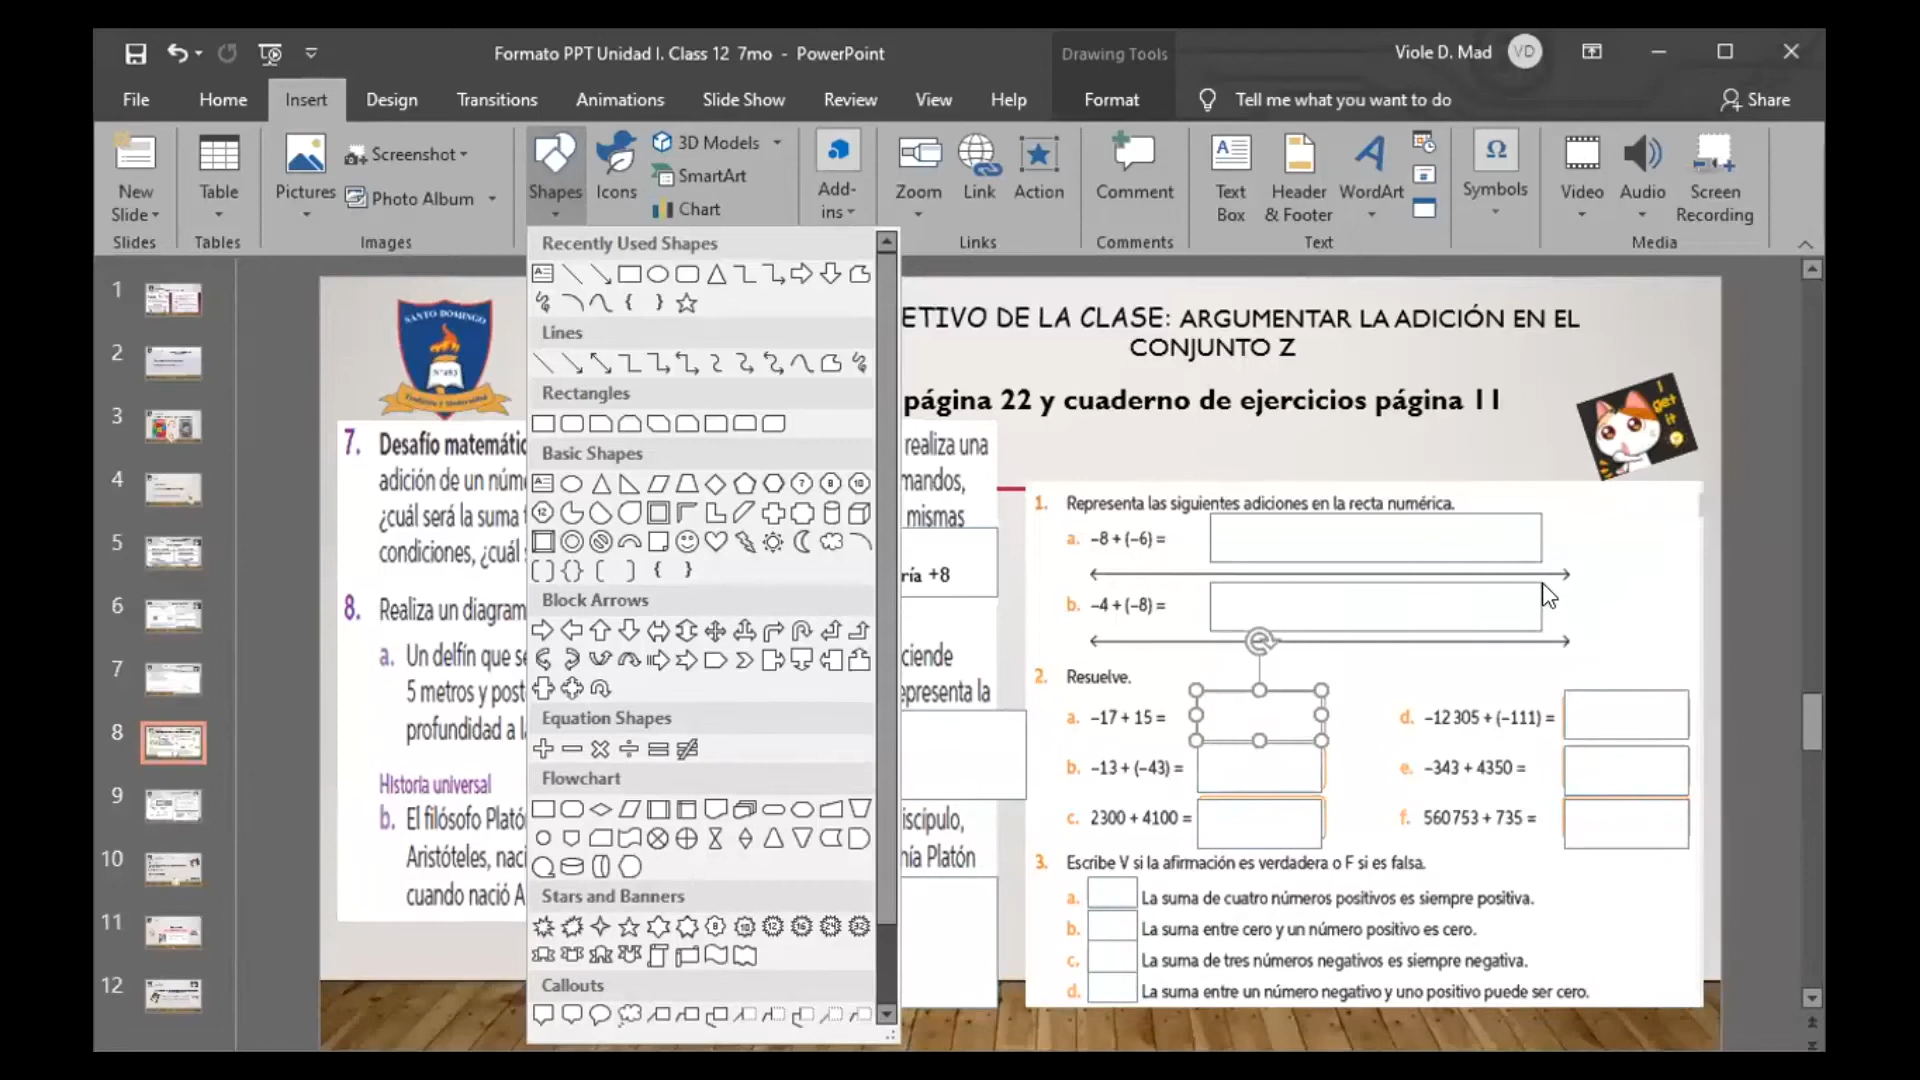 Formato PPT Unidad I. Class 12 7mo - PowerPoint
Drawing Tools
Viole D. Mad
VD
File
Home
Insert
Design
Transitions
Animations
Slide Show
Review
View
Help
Format
Tell me what you want to do
Share
New Slide
Table
Pictures
Screenshot
Photo Album
Shapes
Icons
3D Models
SmartArt
Chart
Add-ins
Zoom
Link
Action
Comment
Text Box
Header & Footer
WordArt
Symbols
Video
Audio
Screen Recording
Slides
Tables
Images
Links
Comments
Text
Media
Recently Used Shapes
Lines
Rectangles
Basic Shapes
Block Arrows
Equation Shapes
Flowchart
Stars and Banners
Callouts
1
2
3
4
5
6
7
8
9
10
11
12
SANTO DOMINGO
N°493
Tradición y Modernidad
ETIVO DE LA CLASE: ARGUMENTAR LA ADICIÓN EN EL
CONJUNTO Z
página 22 y cuaderno de ejercicios página 11
I get it
7. Desafío matemátic
realiza una
adición de un núm
mandos,
¿cuál será la suma
mismas
condiciones, ¿cuál
ría +8
8. Realiza un diagram
a. Un delfín que se
ciende
5 metros y post
epresenta la
profundidad a l
Historia universal
b. El filósofo Plató
iscípulo,
Aristóteles, naci
nía Platón
cuando nació A
1. Representa las siguientes adiciones en la recta numérica.
a. –8 + (–6) =
b. –4 + (–8) =
2. Resuelve.
a. –17 + 15 =
d. –12 305 + (–111) =
b. –13 + (–43) =
e. –343 + 4350 =
c. 2300 + 4100 =
f. 560 753 + 735 =
3. Escribe V si la afirmación es verdadera o F si es falsa.
a. La suma de cuatro números positivos es siempre positiva.
b. La suma entre cero y un número positivo es cero.
c. La suma de tres números negativos es siempre negativa.
d. La suma entre un número negativo y uno positivo puede ser cero.